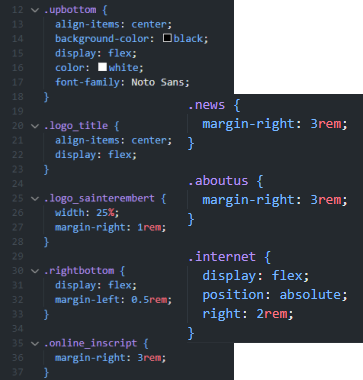 12 .upbottom {
13 align-items: center;
14 background-color: black;
15 display: flex;
16 color: white;
17 font-family: Noto Sans;
18 }
19
20 .logo_title {
21 align-items: center;
22 display: flex;
23 }
24
25 .logo_sainterembert {
26 width: 25%;
27 margin-right: 1rem;
28 }
29
30 .rightbottom {
31 display: flex;
32 margin-left: 0.5rem;
33 }
34
35 .online_inscript {
36 margin-right: 3rem;
37 }
.news {
margin-right: 3rem;
}
.aboutus {
margin-right: 3rem;
}
.internet {
display: flex;
position: absolute;
right: 2rem;
}